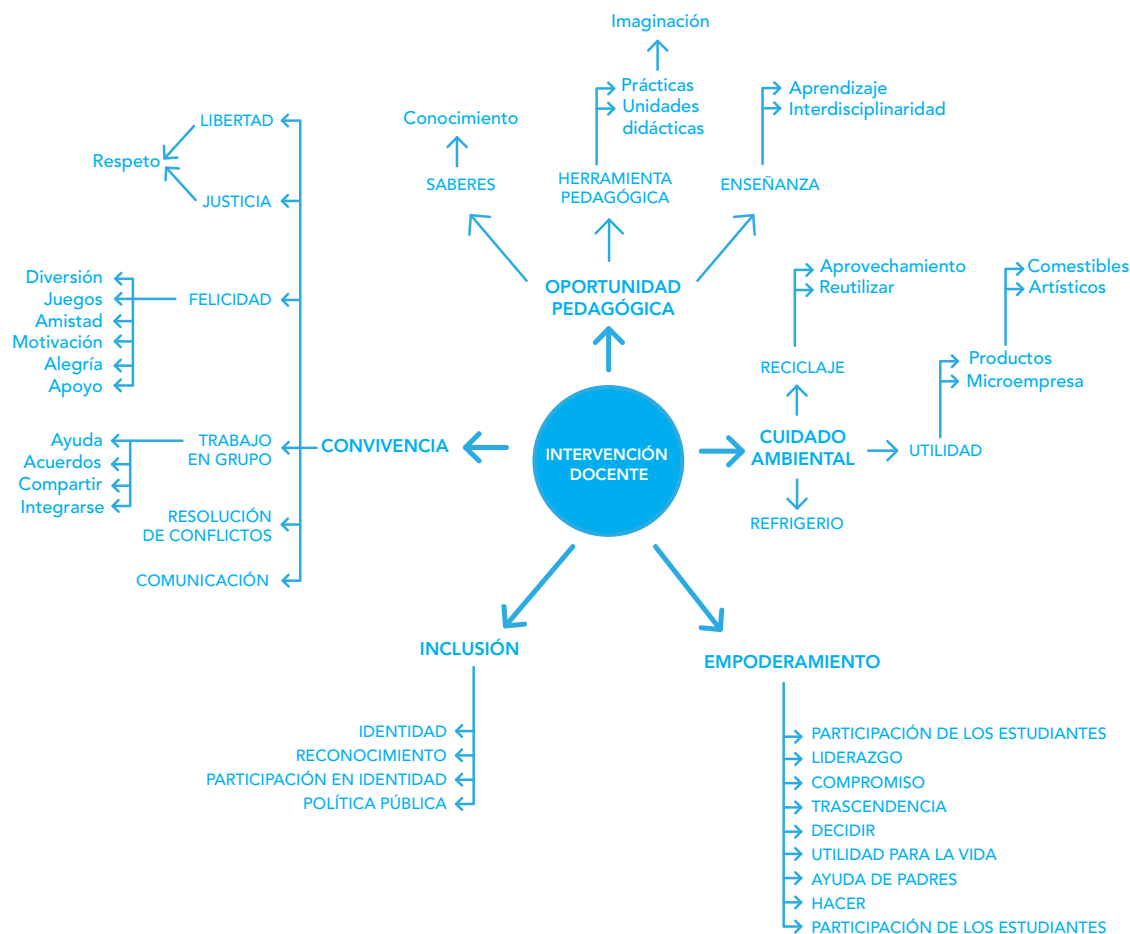 Imaginación
Prácticas
Unidades
didácticas
Aprendizaje
Interdisciplinaridad
Conocimiento
LIBERTAD
Respeto
JUSTICIA
SABERES
HERRAMIENTA
PEDAGÓGICA
ENSEÑANZA
OPORTUNIDAD
PEDAGÓGICA
Diversión
Juegos
Amistad
Motivación
Alegría
Apoyo
FELICIDAD
Aprovechamiento
Reutilizar
Comestibles
Artísticos
RECICLAJE
Productos
Microempresa
Ayuda
Acuerdos
Compartir
Integrarse
TRABAJO
EN GRUPO
CONVIVENCIA
INTERVENCIÓN
DOCENTE
CUIDADO
AMBIENTAL
UTILIDAD
RESOLUCIÓN
DE CONFLICTOS
REFRIGERIO
COMUNICACIÓN
INCLUSIÓN
IDENTIDAD
RECONOCIMIENTO
PARTICIPACIÓN EN IDENTIDAD
POLÍTICA PÚBLICA
EMPODERAMIENTO
PARTICIPACIÓN DE LOS ESTUDIANTES
LIDERAZGO
COMPROMISO
TRASCENDENCIA
DECIDIR
UTILIDAD PARA LA VIDA
AYUDA DE PADRES
HACER
PARTICIPACIÓN DE LOS ESTUDIANTES